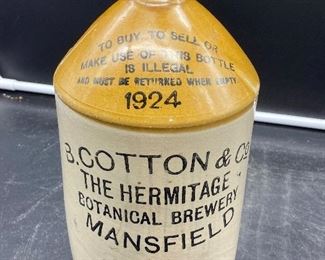 TO BUY, TO SELL OR
MAKE USE OF THIS BOTTLE
IS ILLEGAL
AND MUST BE RETURNED WHEN EMPTY
1924
B. COTTON & Co
THE HERMITAGE
BOTANICAL BREWERY
MANSFIELD